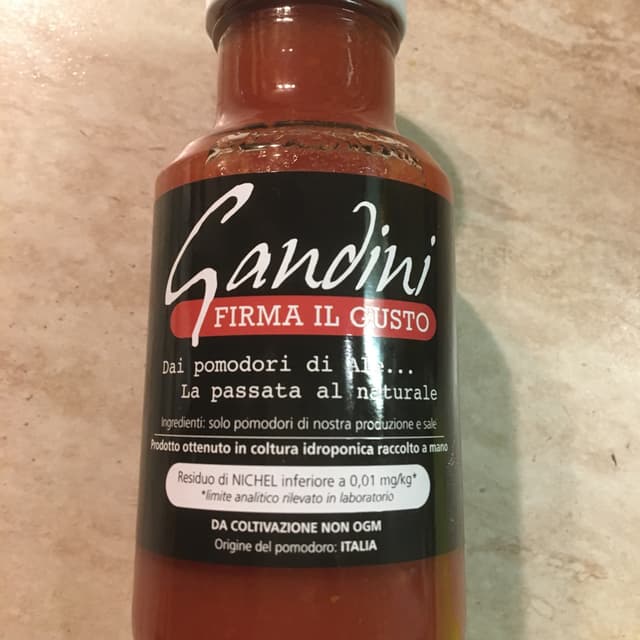 Gandini
FIRMA IL GUSTO
Dai pomodori di Ale...
La passata al naturale
Ingredienti: solo pomodori di nostra produzione e sale
Prodotto ottenuto in coltura idroponica raccolto a mano
Residuo di NICHEL inferiore a 0,01 mg/kg*
*limite analitico rilevato in laboratorio
DA COLTIVAZIONE NON OGM
Origine del pomodoro: ITALIA